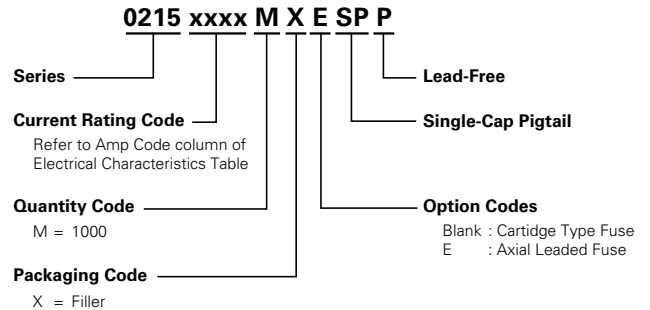 0215 xxxx M X E SP P
Series
Lead-Free
Current Rating Code
Refer to Amp Code column of
Electrical Characteristics Table
Single-Cap Pigtail
Quantity Code
M = 1000
Option Codes
Blank : Cartidge Type Fuse
E : Axial Leaded Fuse
Packaging Code
X = Filler